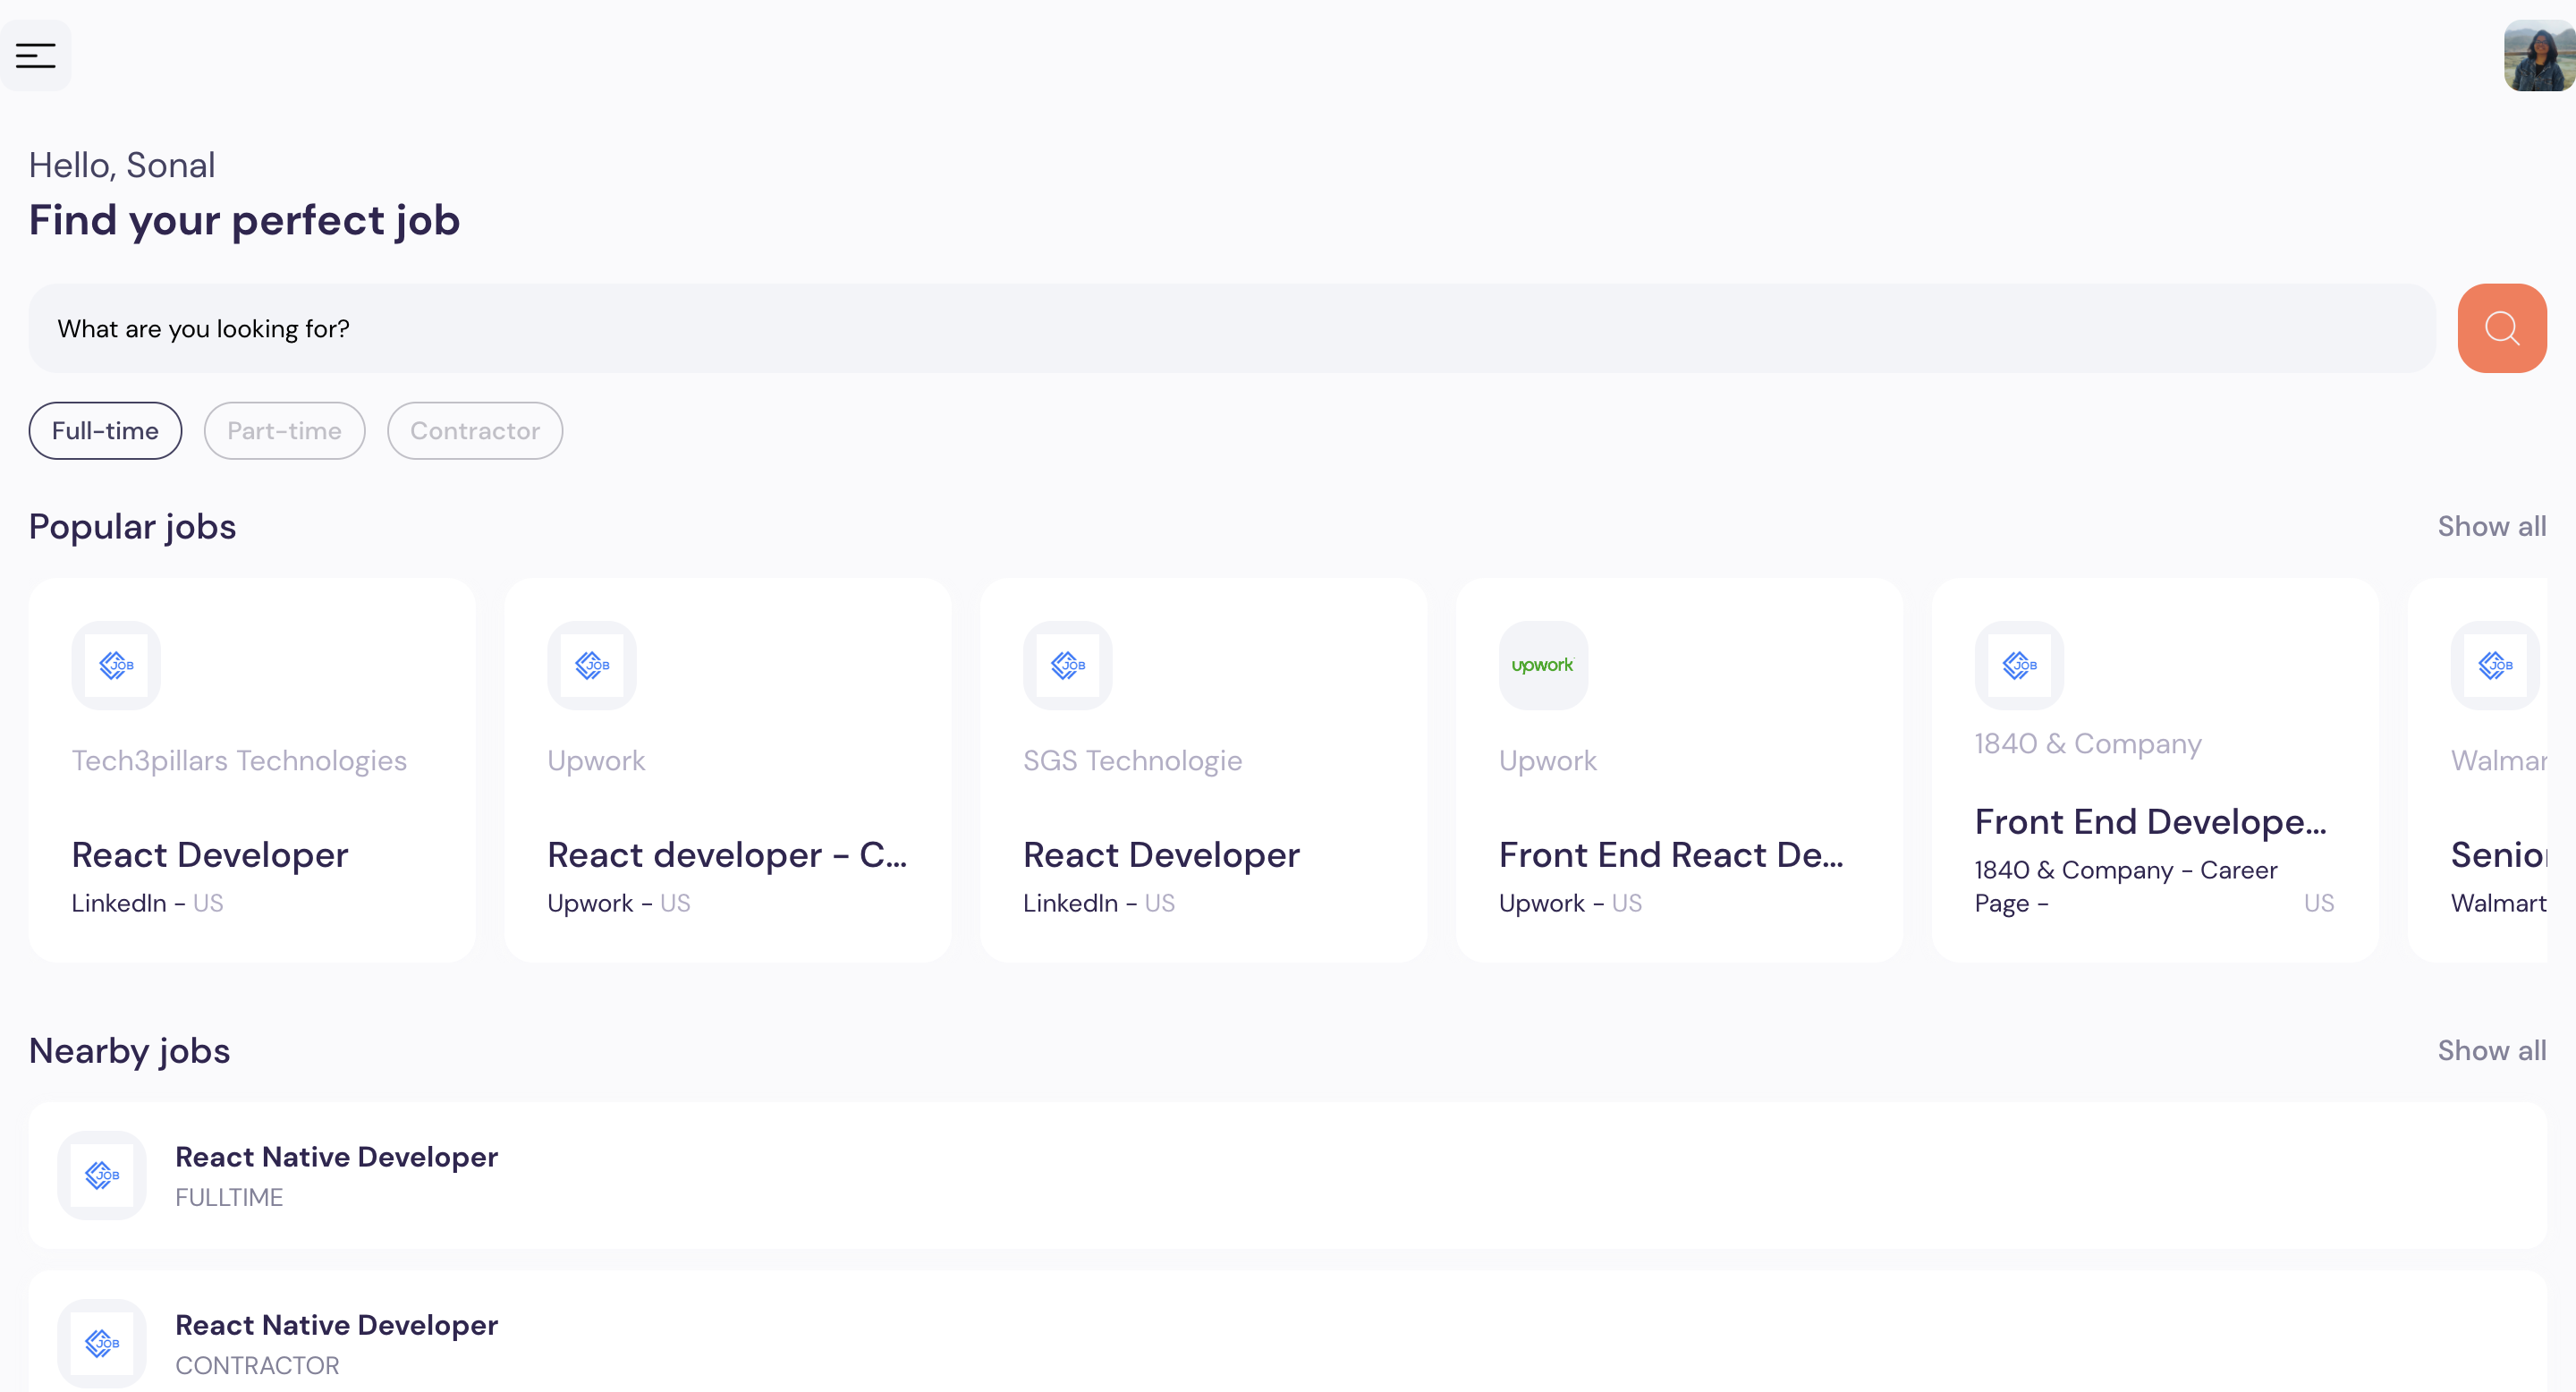 Hello, Sonal
Find your perfect job
What are you looking for?
Full-time
Part-time
Contractor
Popular jobs
Show all
JOB
Tech3pillars Technologies
React Developer
LinkedIn - US
JOB
Upwork
React developer - C...
Upwork - US
JOB
SGS Technologie
React Developer
LinkedIn - US
upwork
Upwork
Front End React De...
Upwork - US
JOB
1840 & Company
Front End Develope...
1840 & Company - Career
Page - US
JOB
Walmar
Senior
Walmart
Nearby jobs
Show all
JOB
React Native Developer
FULLTIME
JOB
React Native Developer
CONTRACTOR